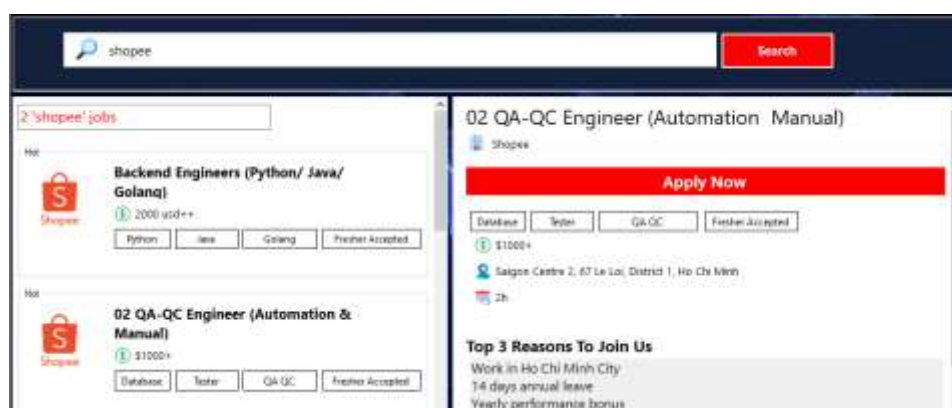 shopee
Search
2 'shopee' jobs
Hot
Shopee
Backend Engineers (Python/ Java/
Golang)
2000 usd++
Python
Java
Golang
Fresher Accepted
Hot
Shopee
02 QA-QC Engineer (Automation &
Manual)
$1000+
Database
Tester
QA QC
Fresher Accepted
02 QA-QC Engineer (Automation  Manual)
Shopee
Apply Now
Database
Tester
QA QC
Fresher Accepted
$1000+
Saigon Centre 2, 67 Le Loi, District 1, Ho Chi Minh
2h
Top 3 Reasons To Join Us
Work in Ho Chi Minh City
14 days annual leave
Yearly performance bonus